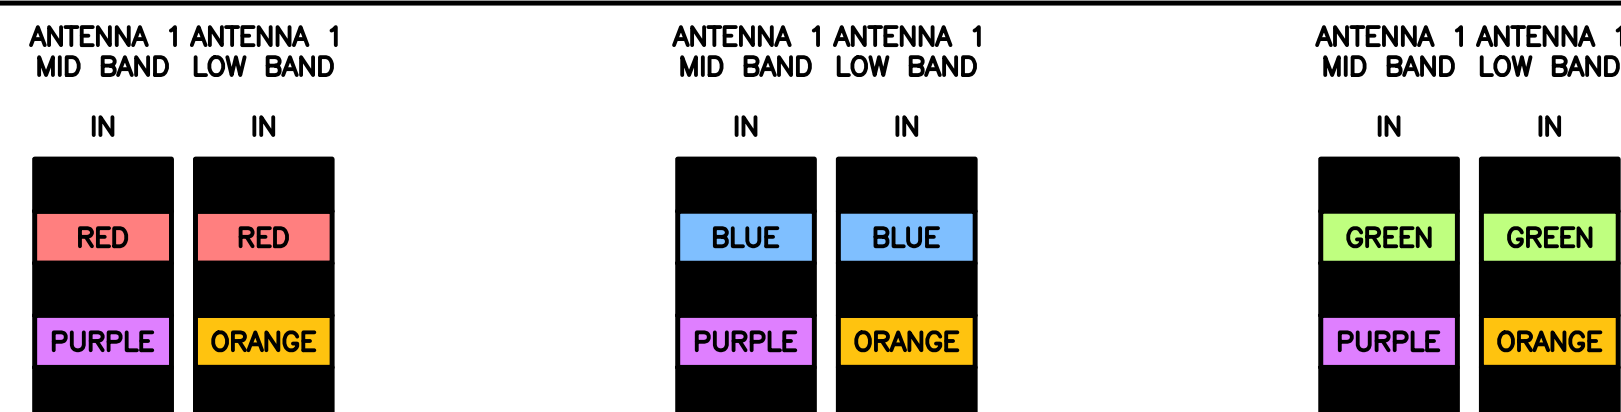 ANTENNA 1 ANTENNA 1 ANTENNA 1 ANTENNA 1 ANTENNA 1 ANTENNA 1
MID BAND LOW BAND MID BAND LOW BAND MID BAND LOW BAND
IN IN IN IN IN IN
RED RED BLUE BLUE GREEN GREEN
PURPLE ORANGE PURPLE ORANGE PURPLE ORANGE